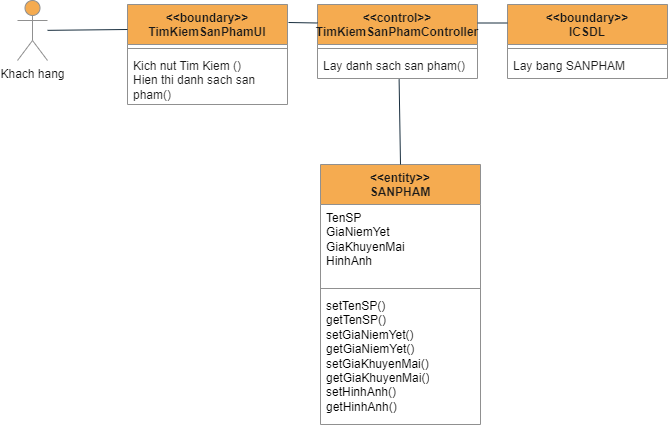 Khach hang
<<boundary>>
TimKiemSanPhamUI
Kich nut Tim Kiem ()
Hien thi danh sach san
pham()
<<control>>
TimKiemSanPhamController
Lay danh sach san pham()
<<boundary>>
ICSDL
Lay bang SANPHAM
<<entity>>
SANPHAM
TenSP
GiaNiemYet
GiaKhuyenMai
HinhAnh
setTenSP()
getTenSP()
setGiaNiemYet()
getGiaNiemYet()
setGiaKhuyenMai()
getGiaKhuyenMai()
setHinhAnh()
getHinhAnh()